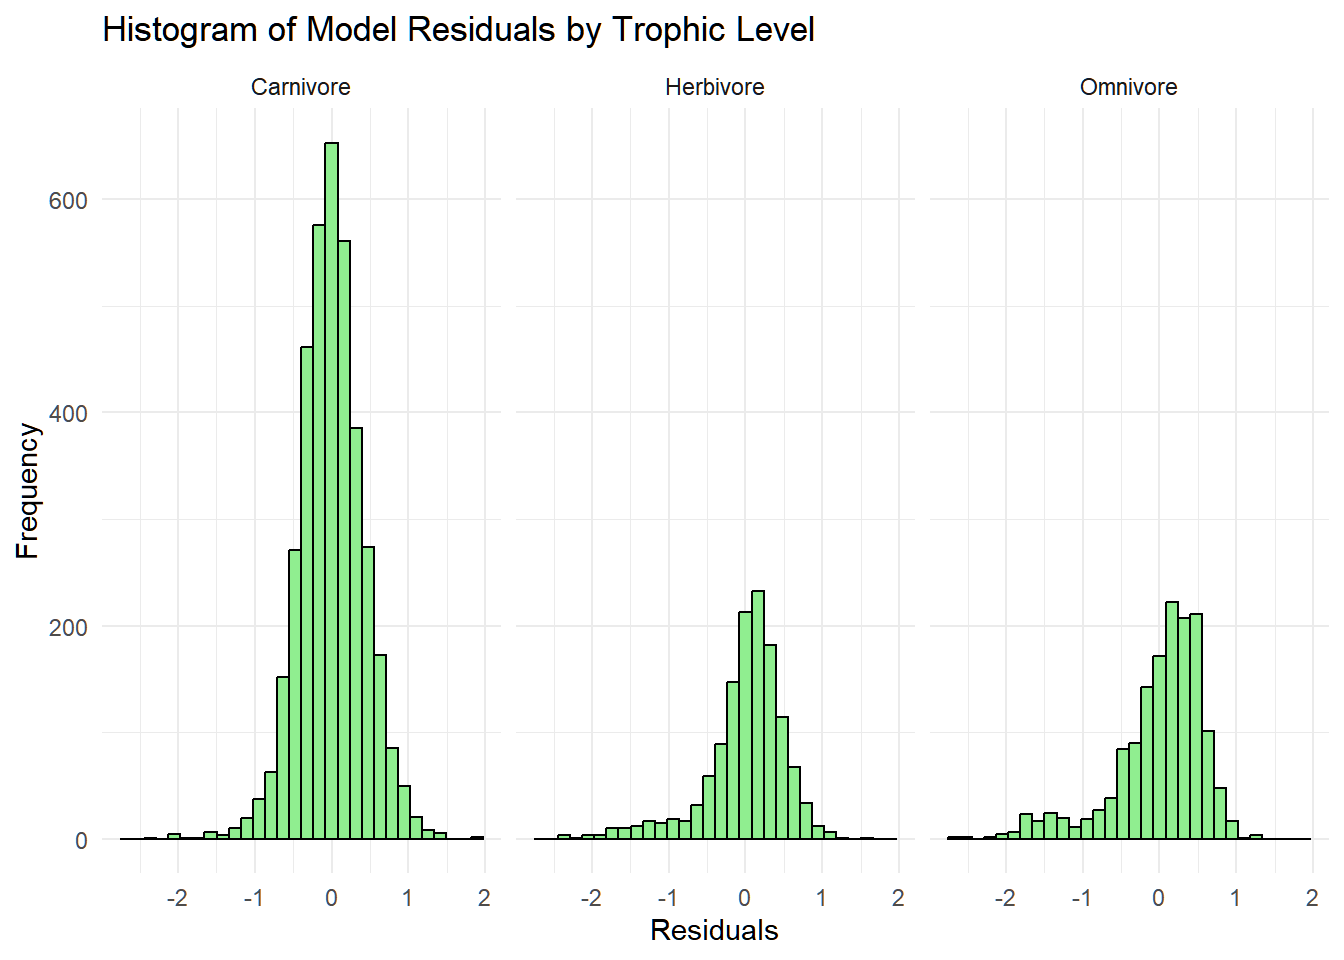 Histogram of Model Residuals by Trophic Level
Carnivore Herbivore Omnivore
600
400
200
0
Frequency
-2 -1 0 1 2 -2 -1 0 1 2 -2 -1 0 1 2
Residuals